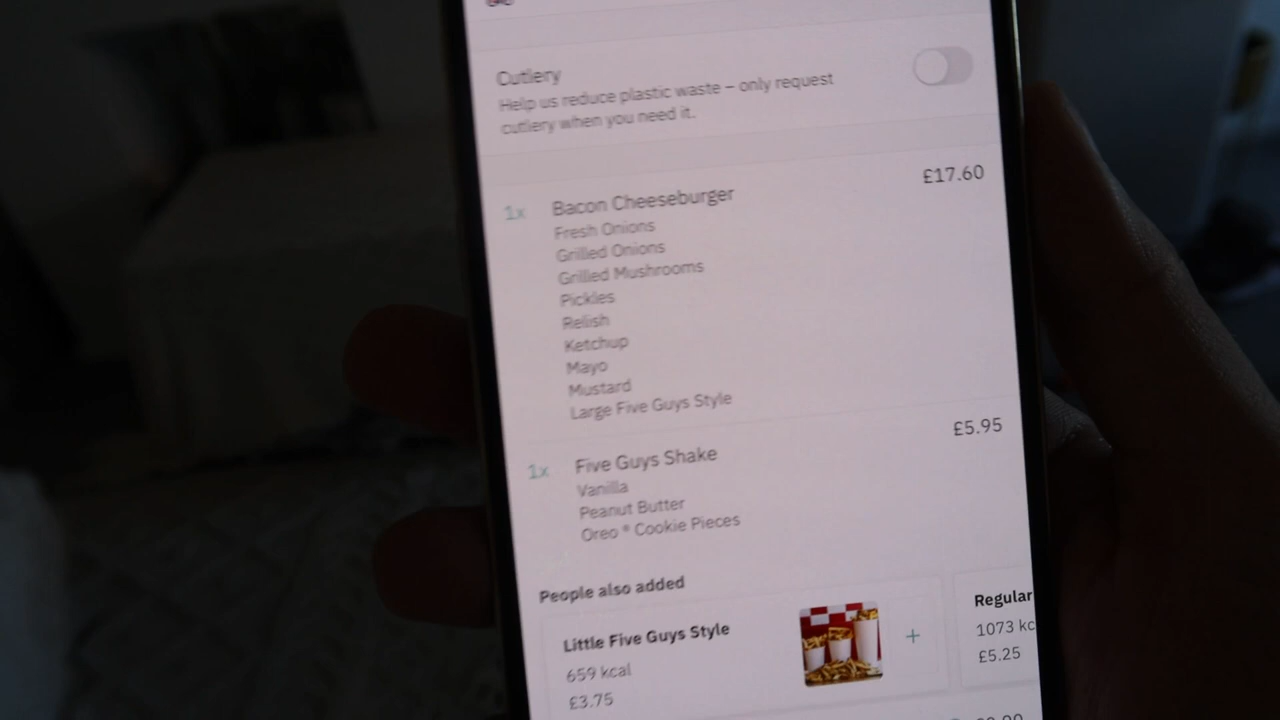 Cutlery
Help us reduce plastic waste – only request
cutlery when you need it.
1x Bacon Cheeseburger £17.60
Fresh Onions
Grilled Onions
Grilled Mushrooms
Pickles
Relish
Ketchup
Mayo
Mustard
Large Five Guys Style
1x Five Guys Shake £5.95
Vanilla
Peanut Butter
Oreo ® Cookie Pieces
People also added
Little Five Guys Style
659 kcal
£3.75
+
Regular
1073 kc
£5.25